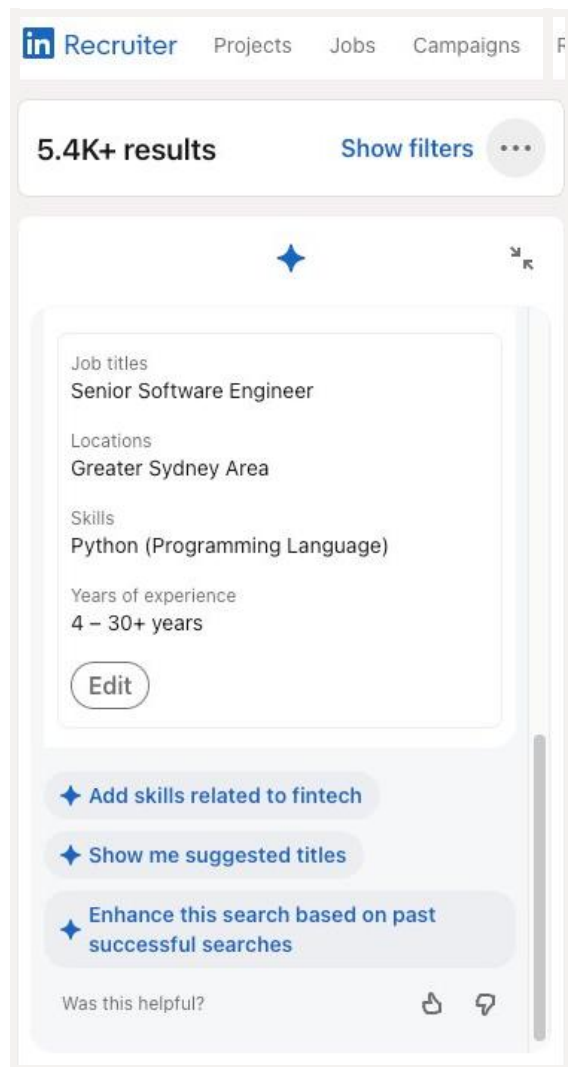 in Recruiter Projects Jobs Campaigns
5.4K+ results Show filters
Job titles
Senior Software Engineer
Locations
Greater Sydney Area
Skills
Python (Programming Language)
Years of experience
4 – 30+ years
Edit
Add skills related to fintech
Show me suggested titles
Enhance this search based on past
successful searches
Was this helpful?